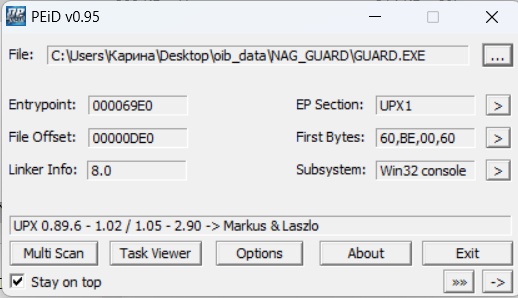 PEiD v0.95
File: C:\Users\Карина\Desktop\oib_data\NAG_GUARD\GUARD.EXE ...
Entrypoint: 000069E0 EP Section: UPX1 >
File Offset: 00000DE0 First Bytes: 60,BE,00,60 >
Linker Info: 8.0 Subsystem: Win32 console >
UPX 0.89.6 - 1.02 / 1.05 - 2.90 -> Markus & Laszlo
Multi Scan Task Viewer Options About Exit
Stay on top »» ->